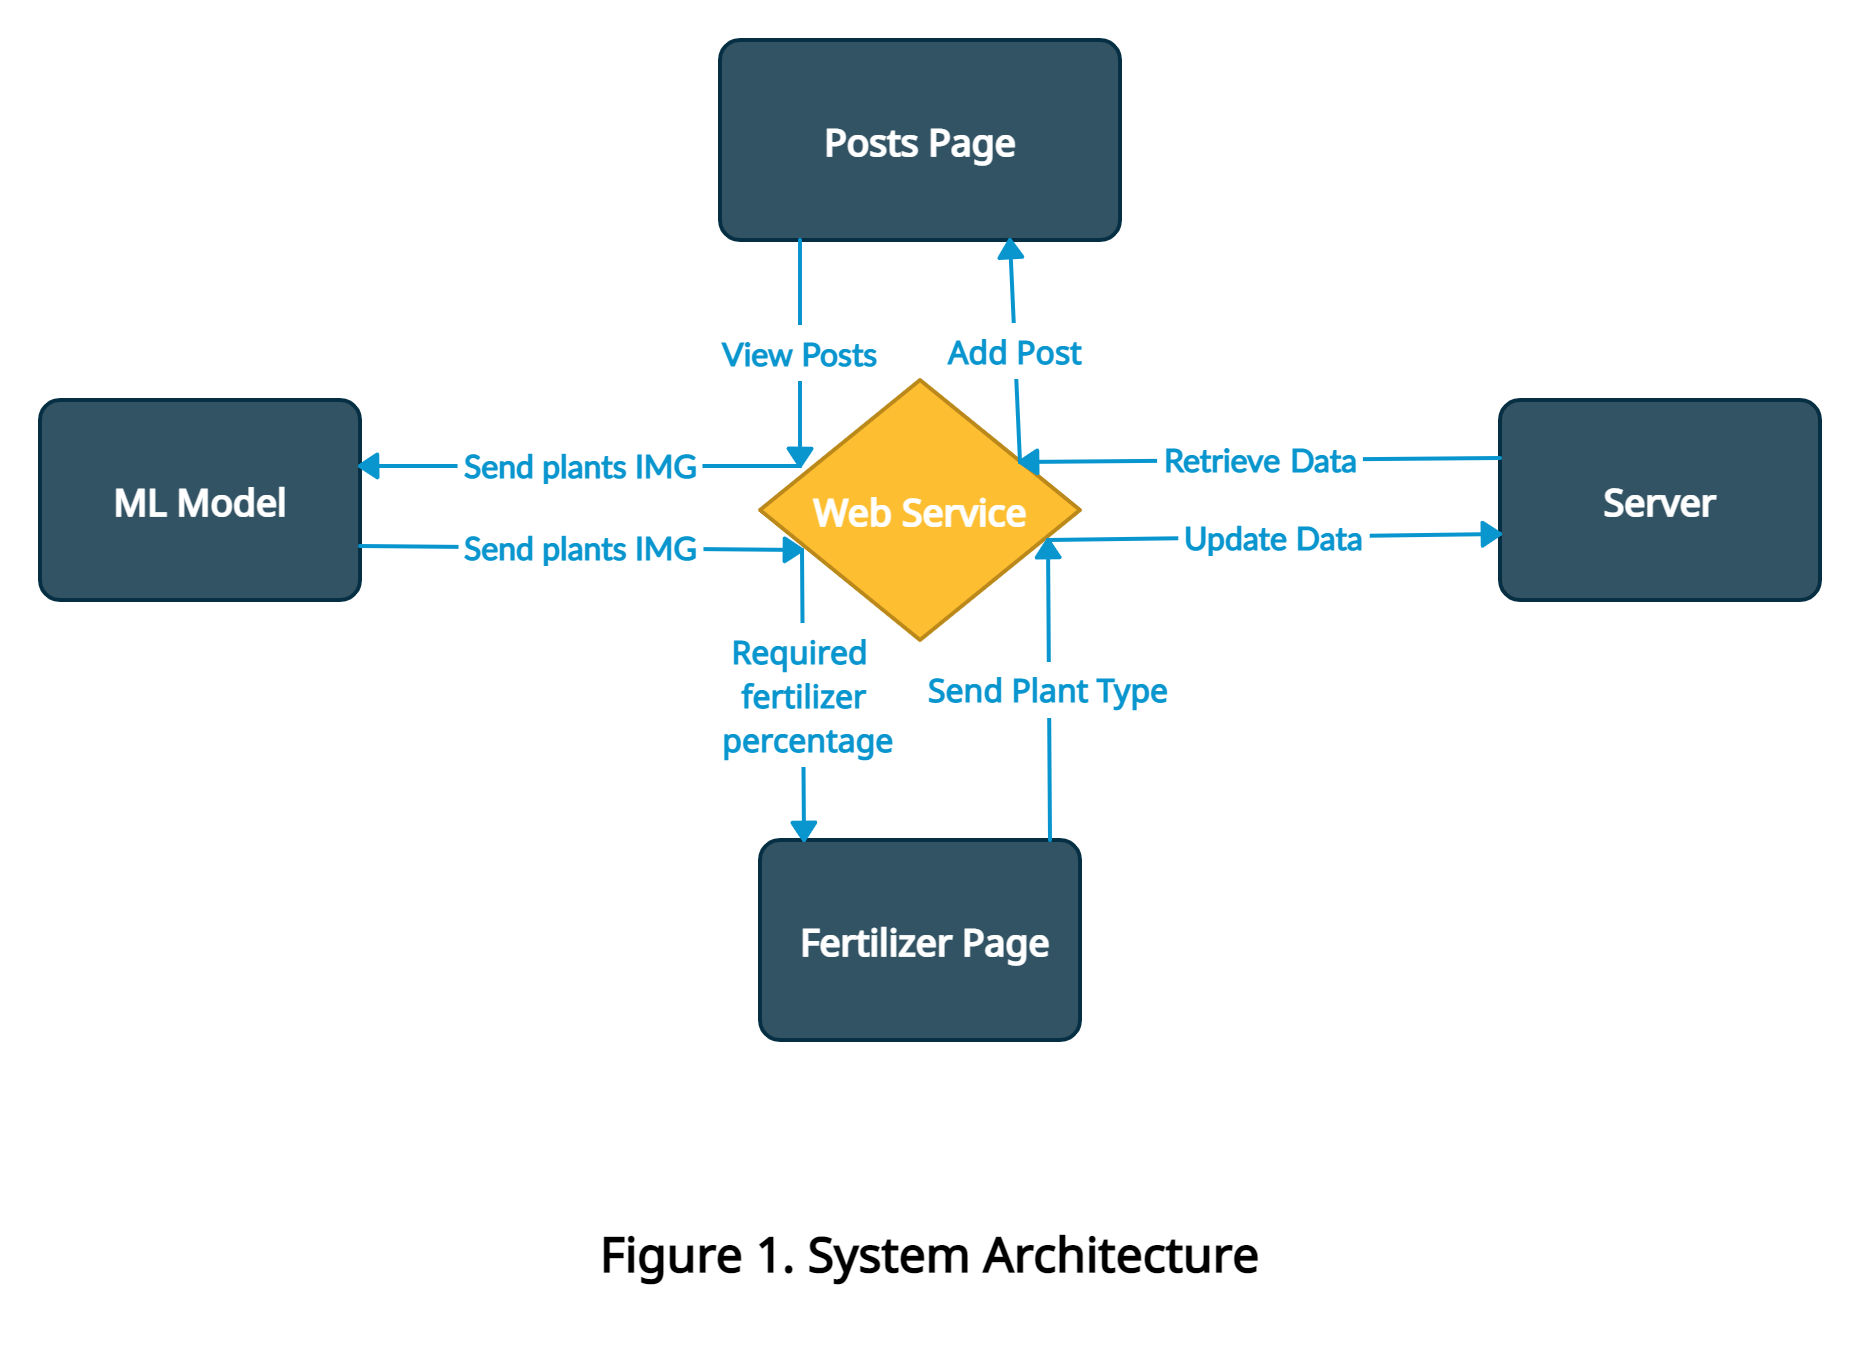 Posts Page
View Posts
Add Post
ML Model
Send plants IMG
Send plants IMG
Web Service
Retrieve Data
Update Data
Server
Required
fertilizer
percentage
Send Plant Type
Fertilizer Page
Figure 1. System Architecture